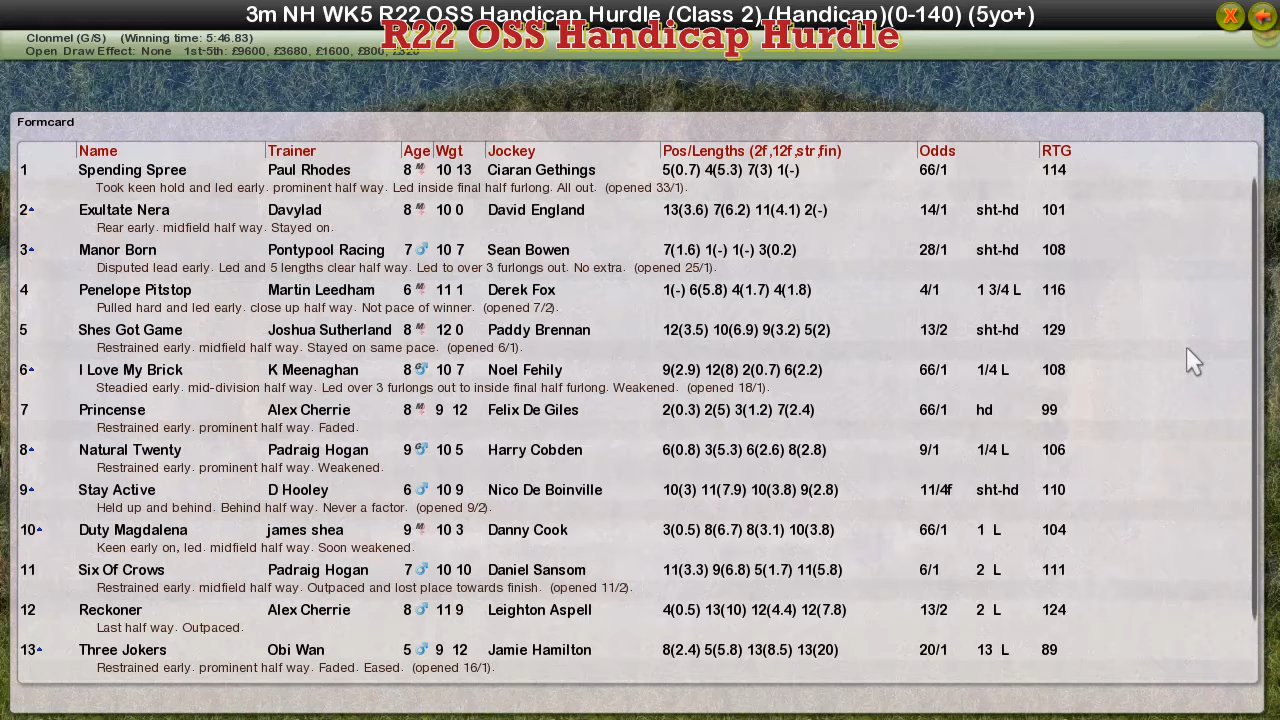 3m NH WK5 R22 OSS Handicap Hurdle (Class 2) (Handicap)(0-140) (5yo+)
R22 OSS Handicap Hurdle
Clonmel (G/S) (Winning time: 5:46.83)
Open Draw Effect: None 1st-5th: £9600, £3680, £1600, £800, £320
Formcard
Name Trainer Age Wgt Jockey Pos/Lengths (2f,12f,str,fin) Odds RTG
1 Spending Spree Paul Rhodes 8 10 13 Ciaran Gethings 5(0.7) 4(5.3) 7(3) 1(-) 66/1 114
Took keen hold and led early. prominent half way. Led inside final half furlong. All out. (opened 33/1).
2 Exultate Nera Davylad 8 10 0 David England 13(3.6) 7(6.2) 11(4.1) 2(-) 14/1 sht-hd 101
Rear early. midfield half way. Stayed on.
3 Manor Born Pontypool Racing 7 10 7 Sean Bowen 7(1.6) 1(-) 1(-) 3(0.2) 28/1 sht-hd 108
Disputed lead early. Led and 5 lengths clear half way. Led to over 3 furlongs out. No extra. (opened 25/1).
4 Penelope Pitstop Martin Leedham 6 11 1 Derek Fox 1(-) 6(5.8) 4(1.7) 4(1.8) 4/1 1 3/4 L 116
Pulled hard and led early. close up half way. Not pace of winner. (opened 7/2).
5 Shes Got Game Joshua Sutherland 8 12 0 Paddy Brennan 12(3.5) 10(6.9) 9(3.2) 5(2) 13/2 sht-hd 129
Restrained early. midfield half way. Stayed on same pace. (opened 6/1).
6 I Love My Brick K Meenaghan 8 10 7 Noel Fehily 9(2.9) 12(8) 2(0.7) 6(2.2) 66/1 1/4 L 108
Steadied early. mid-division half way. Led over 3 furlongs out to inside final half furlong. Weakened. (opened 18/1).
7 Princense Alex Cherrie 8 9 12 Felix De Giles 2(0.3) 2(5) 3(1.2) 7(2.4) 66/1 hd 99
Restrained early. prominent half way. Faded.
8 Natural Twenty Padraig Hogan 9 10 5 Harry Cobden 6(0.8) 3(5.3) 6(2.6) 8(2.8) 9/1 1/4 L 106
Restrained early. prominent half way. Weakened.
9 Stay Active D Hooley 6 10 9 Nico De Boinville 10(3) 11(7.9) 10(3.8) 9(2.8) 11/4f sht-hd 110
Held up and behind. Behind half way. Never a factor. (opened 9/2).
10 Duty Magdalena james shea 9 10 3 Danny Cook 3(0.5) 8(6.7) 8(3.1) 10(3.8) 66/1 1 L 104
Keen early on, led. midfield half way. Soon weakened.
11 Six Of Crows Padraig Hogan 7 10 10 Daniel Sansom 11(3.3) 9(6.8) 5(1.7) 11(5.8) 6/1 2 L 111
Restrained early. midfield half way. Outpaced and lost place towards finish. (opened 11/2).
12 Reckoner Alex Cherrie 8 11 9 Leighton Aspell 4(0.5) 13(10) 12(4.4) 12(7.8) 13/2 2 L 124
Last half way. Outpaced.
13 Three Jokers Obi Wan 5 9 12 Jamie Hamilton 8(2.4) 5(5.8) 13(8.5) 13(20) 20/1 13 L 89
Restrained early. prominent half way. Faded. Eased. (opened 16/1).